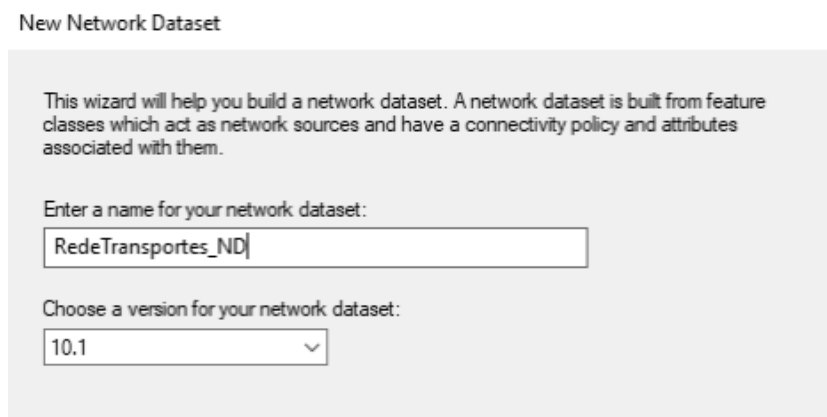 New Network Dataset
This wizard will help you build a network dataset. A network dataset is built from feature
classes which act as network sources and have a connectivity policy and attributes
associated with them.
Enter a name for your network dataset:
RedeTransportes_ND
Choose a version for your network dataset:
10.1